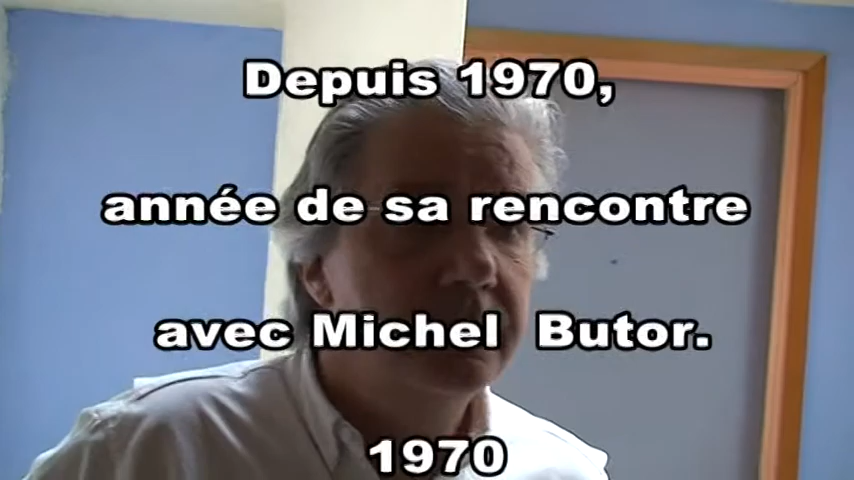 Depuis 1970,
année de sa rencontre
avec Michel Butor.
1970